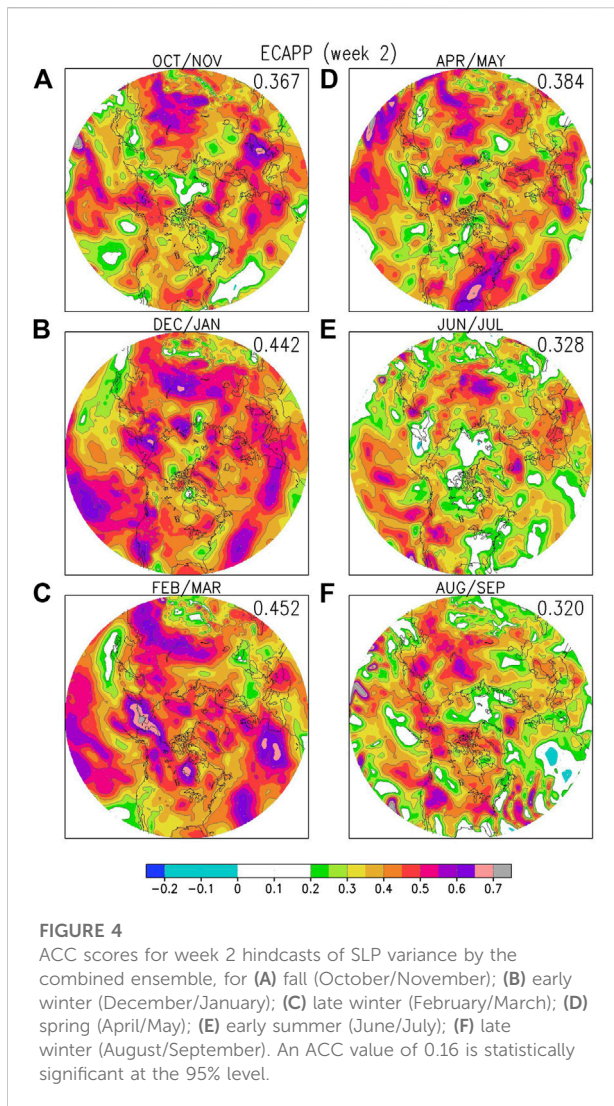 ECAPP (week 2)
A
OCT/NOV
0.367
D
APR/MAY
0.384
B
DEC/JAN
0.442
E
JUN/JUL
0.328
C
FEB/MAR
0.452
F
AUG/SEP
0.320
-0.2 -0.1 0 0.1 0.2 0.3 0.4 0.5 0.6 0.7
FIGURE 4
ACC scores for week 2 hindcasts of SLP variance by the
combined ensemble, for (A) fall (October/November); (B) early
winter (December/January); (C) late winter (February/March); (D)
spring (April/May); (E) early summer (June/July); (F) late
winter (August/September). An ACC value of 0.16 is statistically
significant at the 95% level.